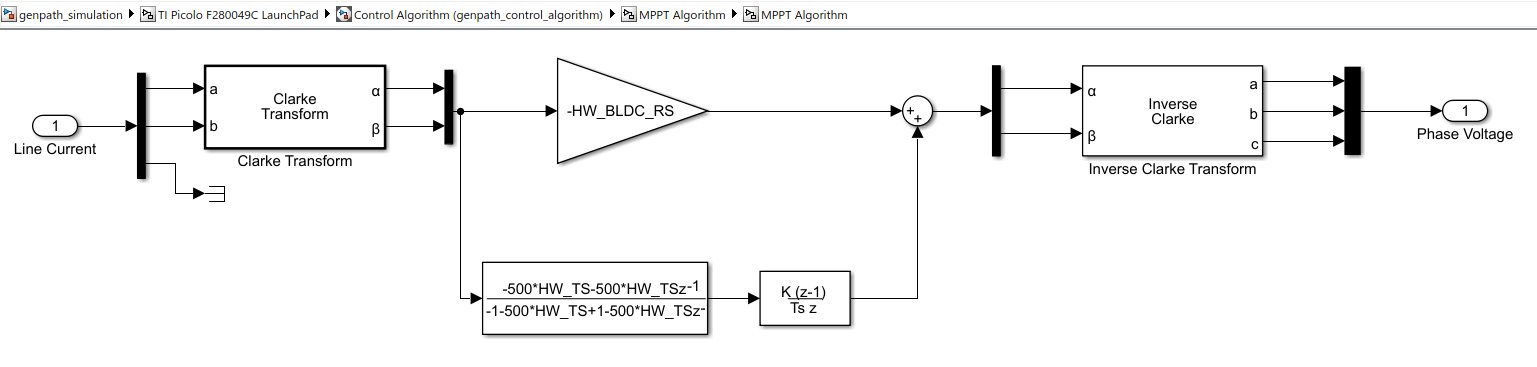 genpath_simulation TI Picolo F280049C LaunchPad Control Algorithm (genpath_control_algorithm) MPPT Algorithm MPPT Algorithm
1
Line Current
a
b
Clarke
Transform
α
β
Clarke Transform
-HW_BLDC_RS
+
+
-500*HW_TS-500*HW_TSz-1
-1-500*HW_TS+1-500*HW_TSz-
K (z-1)
Ts z
α
β
Inverse
Clarke
a
b
c
Inverse Clarke Transform
1
Phase Voltage